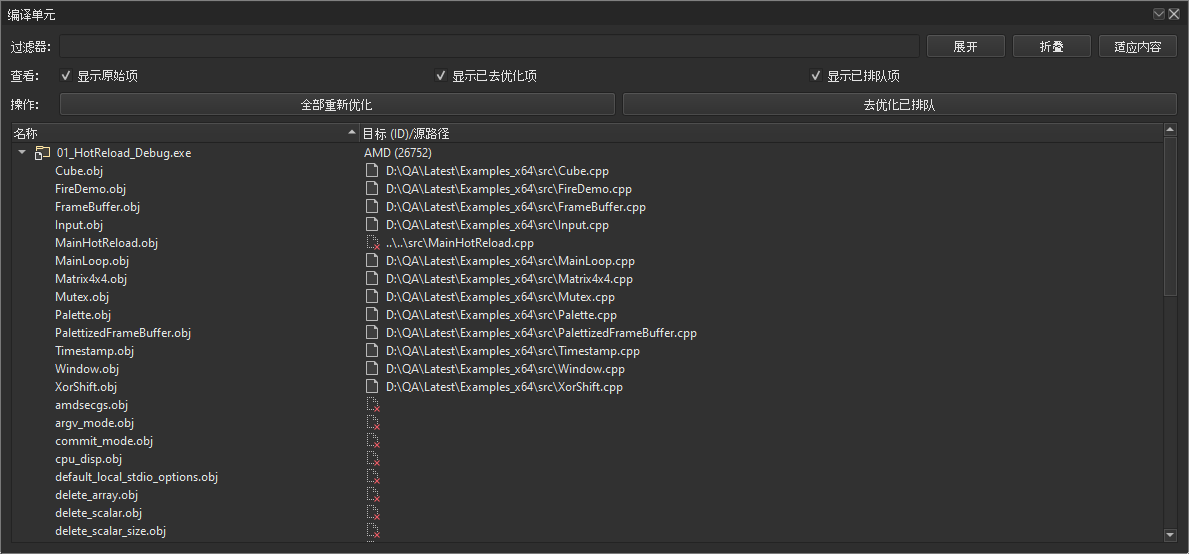 编译单元
过滤器:
展开
折叠
适应内容
查看:
显示原始项
显示已去优化项
显示已排队项
操作:
全部重新优化
去优化已排队
名称
目标 (ID)/源路径
01_HotReload_Debug.exe AMD (26752)
Cube.obj D:\QA\Latest\Examples_x64\src\Cube.cpp
FireDemo.obj D:\QA\Latest\Examples_x64\src\FireDemo.cpp
FrameBuffer.obj D:\QA\Latest\Examples_x64\src\FrameBuffer.cpp
Input.obj D:\QA\Latest\Examples_x64\src\Input.cpp
MainHotReload.obj ..\..\src\MainHotReload.cpp
MainLoop.obj D:\QA\Latest\Examples_x64\src\MainLoop.cpp
Matrix4x4.obj D:\QA\Latest\Examples_x64\src\Matrix4x4.cpp
Mutex.obj D:\QA\Latest\Examples_x64\src\Mutex.cpp
Palette.obj D:\QA\Latest\Examples_x64\src\Palette.cpp
PalettizedFrameBuffer.obj D:\QA\Latest\Examples_x64\src\PalettizedFrameBuffer.cpp
Timestamp.obj D:\QA\Latest\Examples_x64\src\Timestamp.cpp
Window.obj D:\QA\Latest\Examples_x64\src\Window.cpp
XorShift.obj D:\QA\Latest\Examples_x64\src\XorShift.cpp
amdsecgs.obj
argv_mode.obj
commit_mode.obj
cpu_disp.obj
default_local_stdio_options.obj
delete_array.obj
delete_scalar.obj
delete_scalar_size.obj